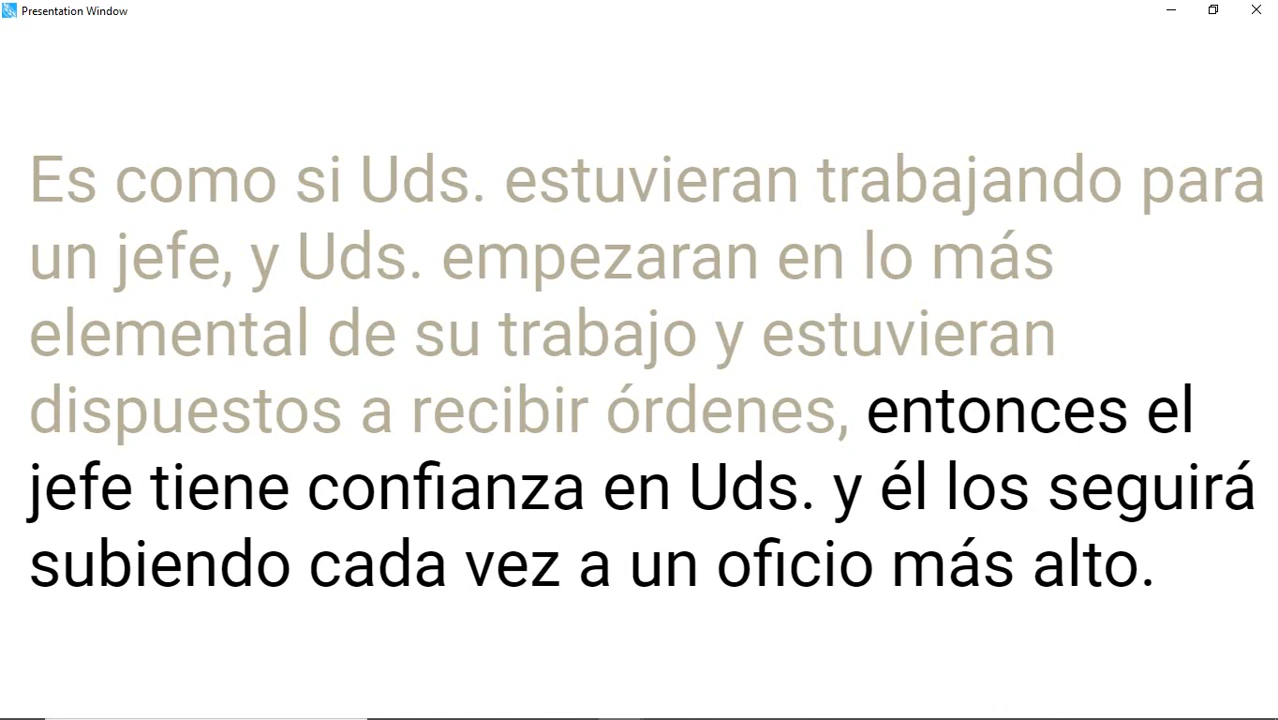 Presentation Window
Es como si Uds. estuvieran trabajando para
un jefe, y Uds. empezaran en lo más
elemental de su trabajo y estuvieran
dispuestos a recibir órdenes, entonces el
jefe tiene confianza en Uds. y él los seguirá
subiendo cada vez a un oficio más alto.